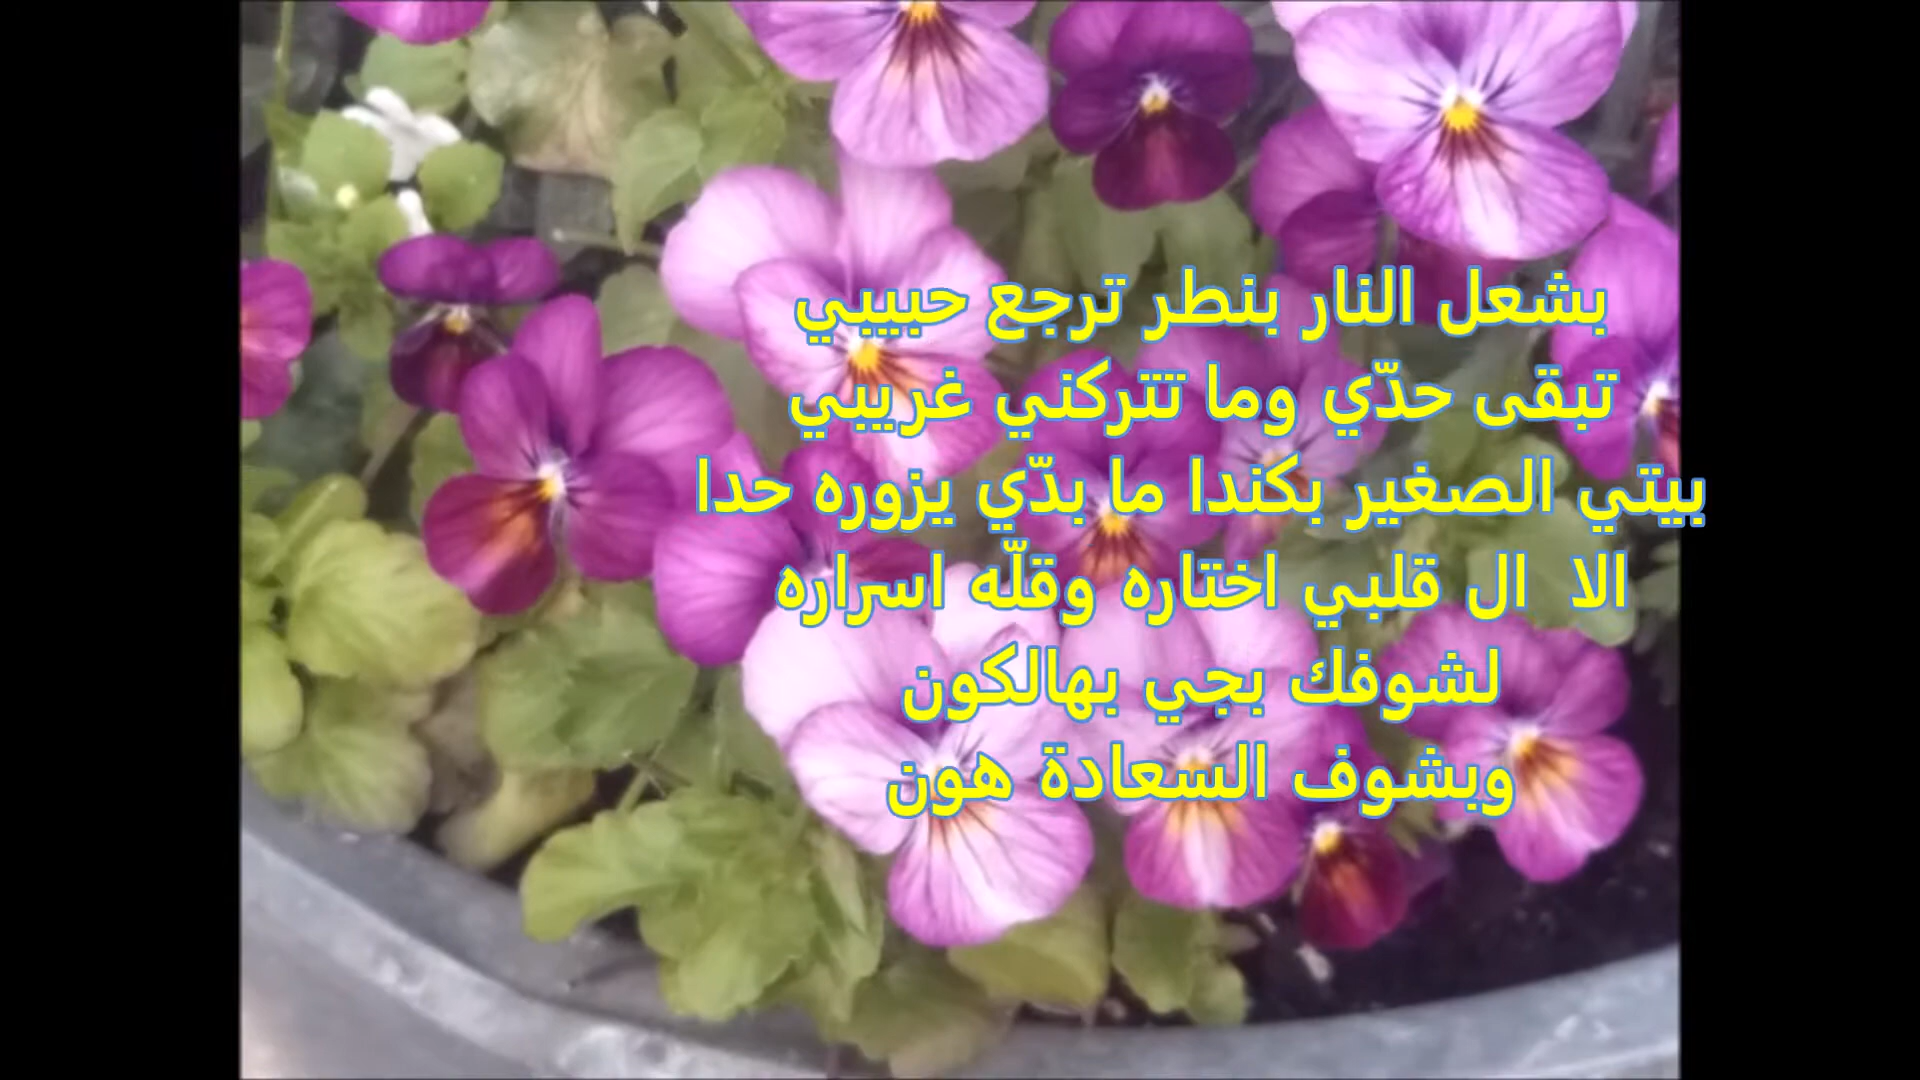 بشعل النار بنطر ترجع حبيبي
تبقى حدّي وما تتركني غريبي
بيتي الصغير بكندا ما بدّي يزوره حدا
الا ال قلبي اختاره وقلّه اسراره
لشوفك بجي بهالكون
وبشوف السعادة هون